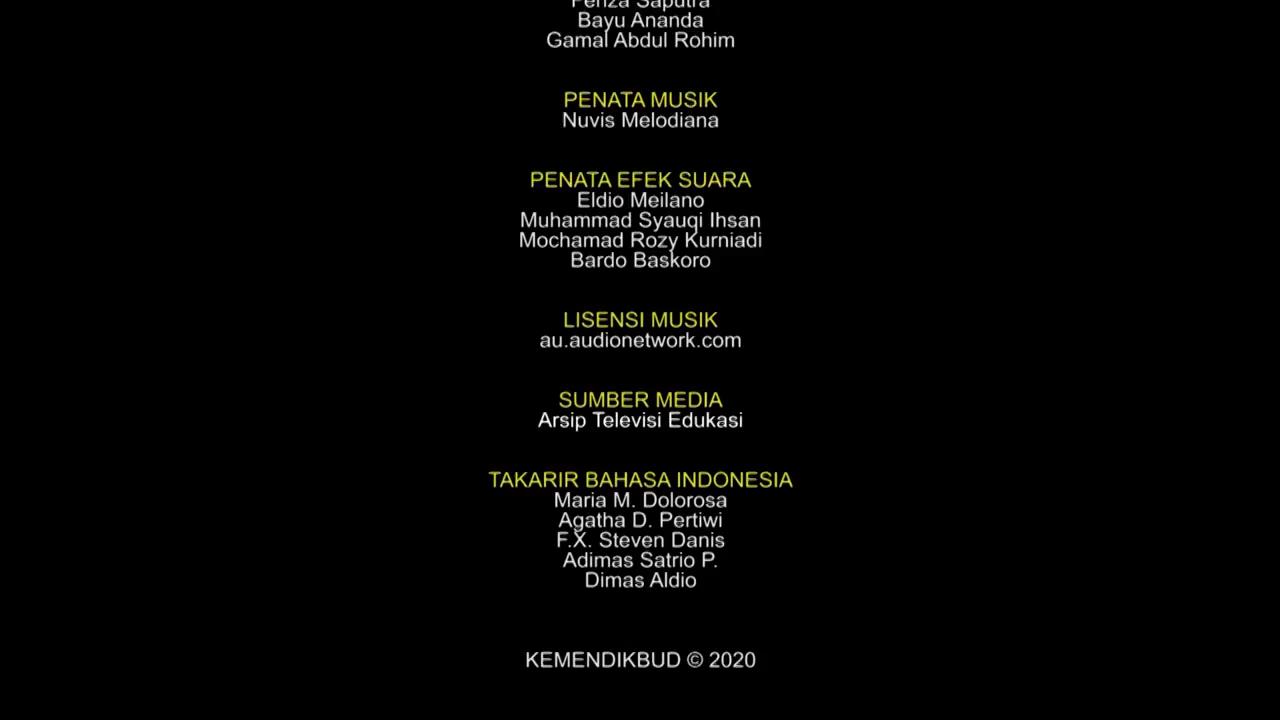 Saputra
Bayu Ananda
Gamal Abdul Rohim
PENATA MUSIK
Nuvis Melodiana
PENATA EFEK SUARA
Eldio Meilano
Muhammad Syauqi Ihsan
Mochamad Rozy Kurniadi
Bardo Baskoro
LISENSI MUSIK
au.audionetwork.com
SUMBER MEDIA
Arsip Televisi Edukasi
TAKARIR BAHASA INDONESIA
Maria M. Dolorosa
Agatha D. Pertiwi
F.X. Steven Danis
Adimas Satrio P.
Dimas Aldio
KEMENDIKBUD © 2020